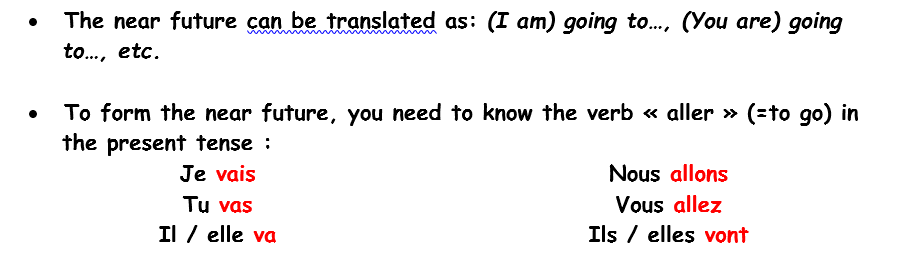 • The near future can be translated as: (I am) going to…, (You are) going
to…, etc.
• To form the near future, you need to know the verb « aller » (=to go) in
the present tense :
Je vais Nous allons
Tu vas Vous allez
Il / elle va Ils / elles vont